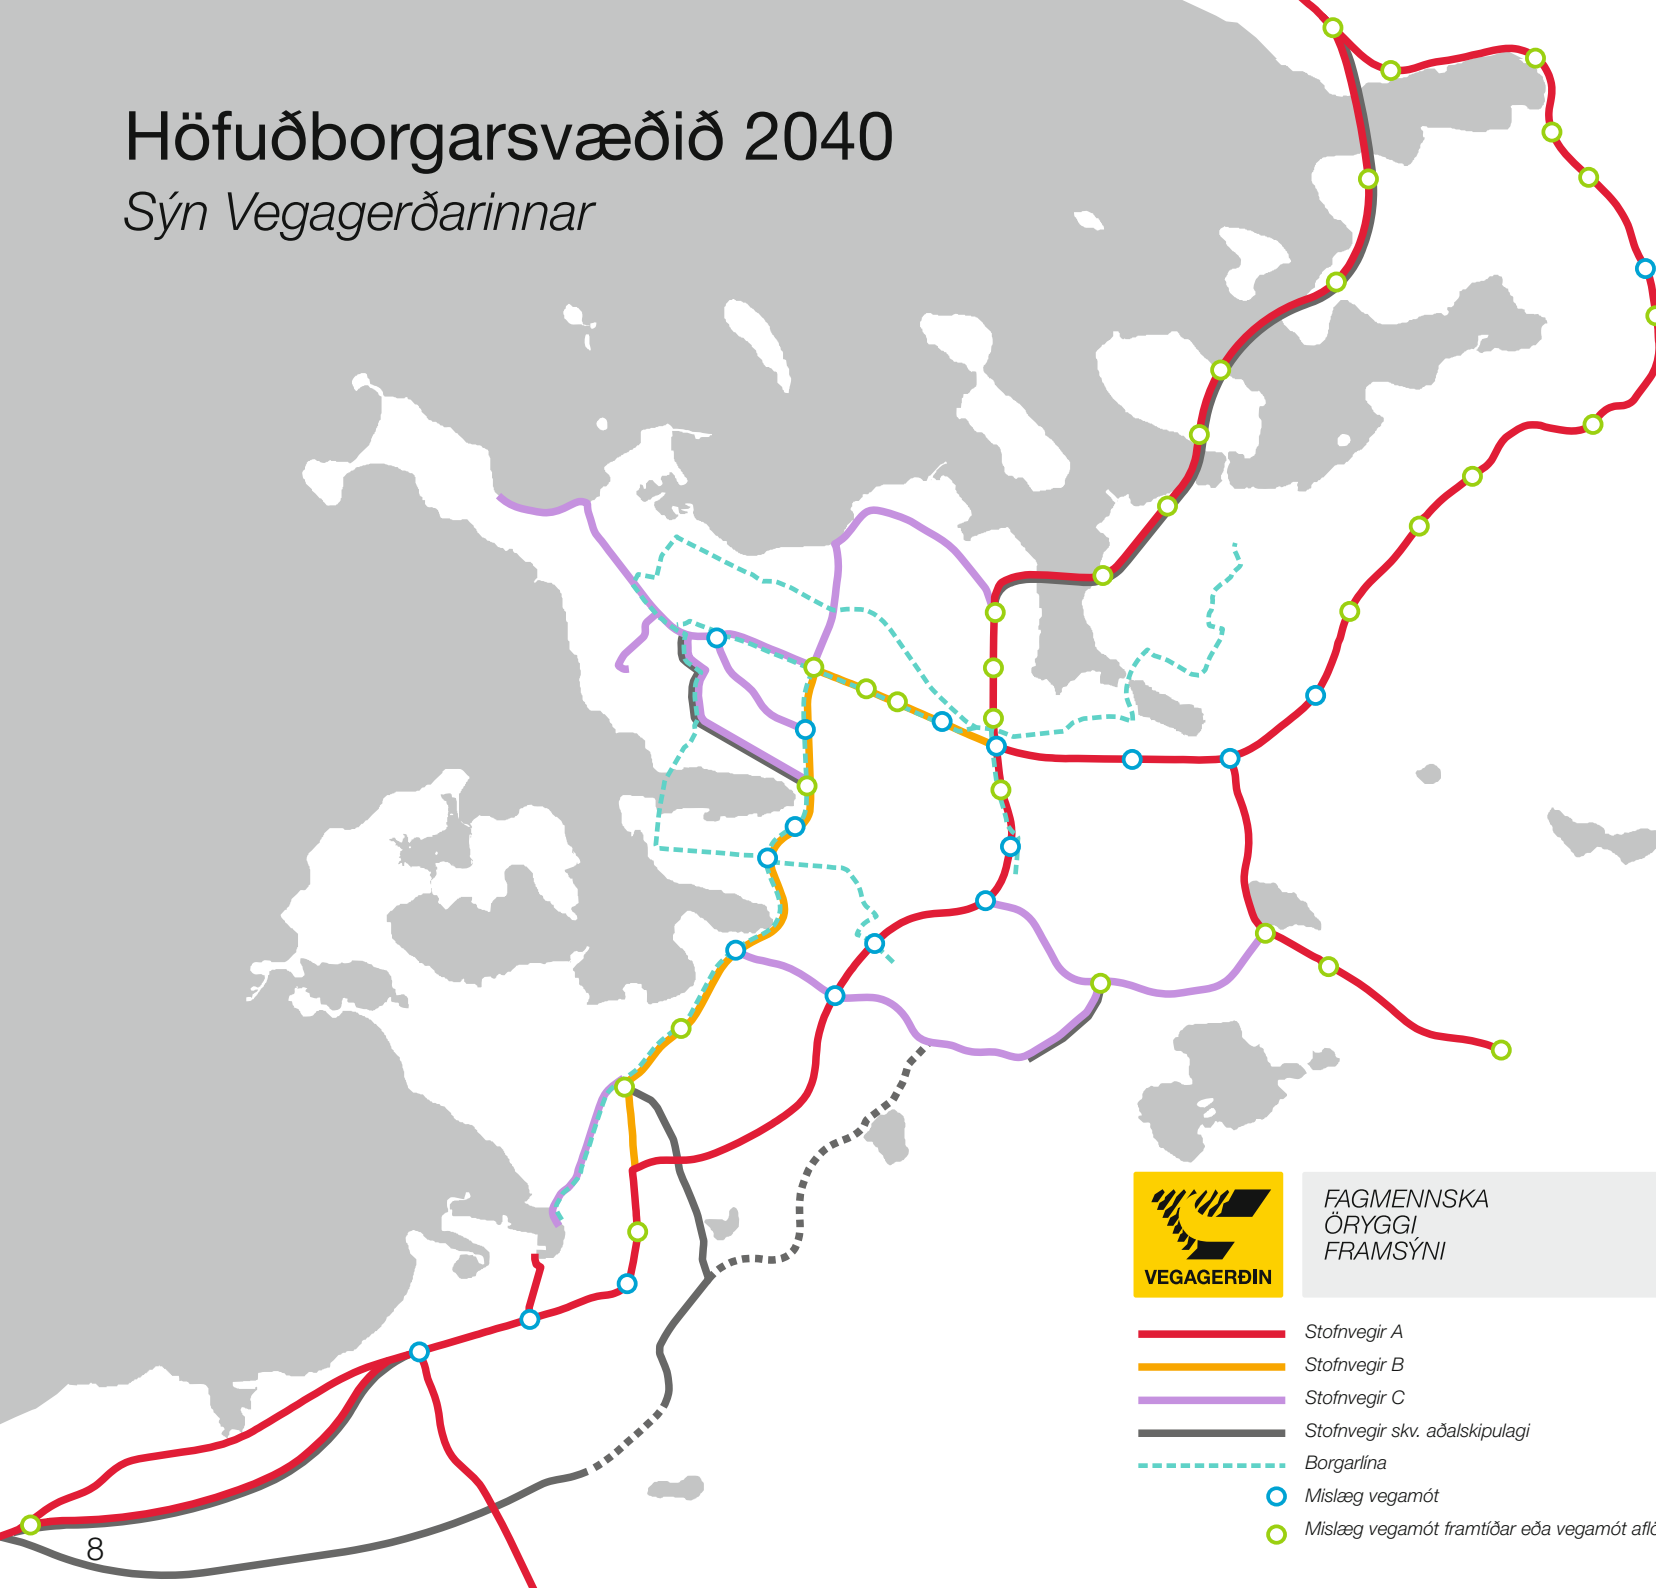 Höfuðborgarsvæðið 2040
Sýn Vegagerðarinnar
VEGAGERÐIN
FAGMENNSKA
ÖRYGGI
FRAMSÝNI
Stofnvegir A
Stofnvegir B
Stofnvegir C
Stofnvegir skv. aðalskipulagi
Borgarlína
Mislæg vegamót
Mislæg vegamót framtíðar eða vegamót
8